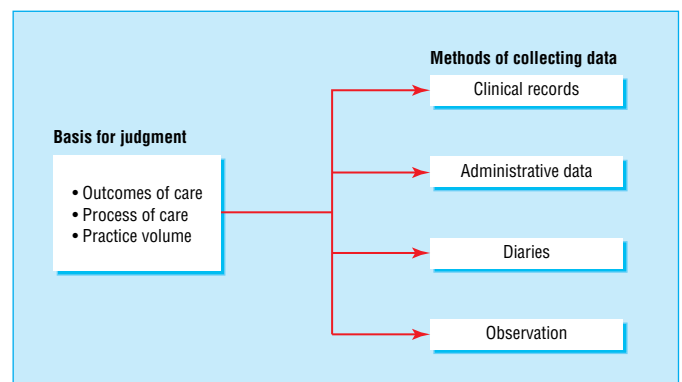 Basis for judgment
• Outcomes of care
• Process of care
• Practice volume
Methods of collecting data
Clinical records
Administrative data
Diaries
Observation